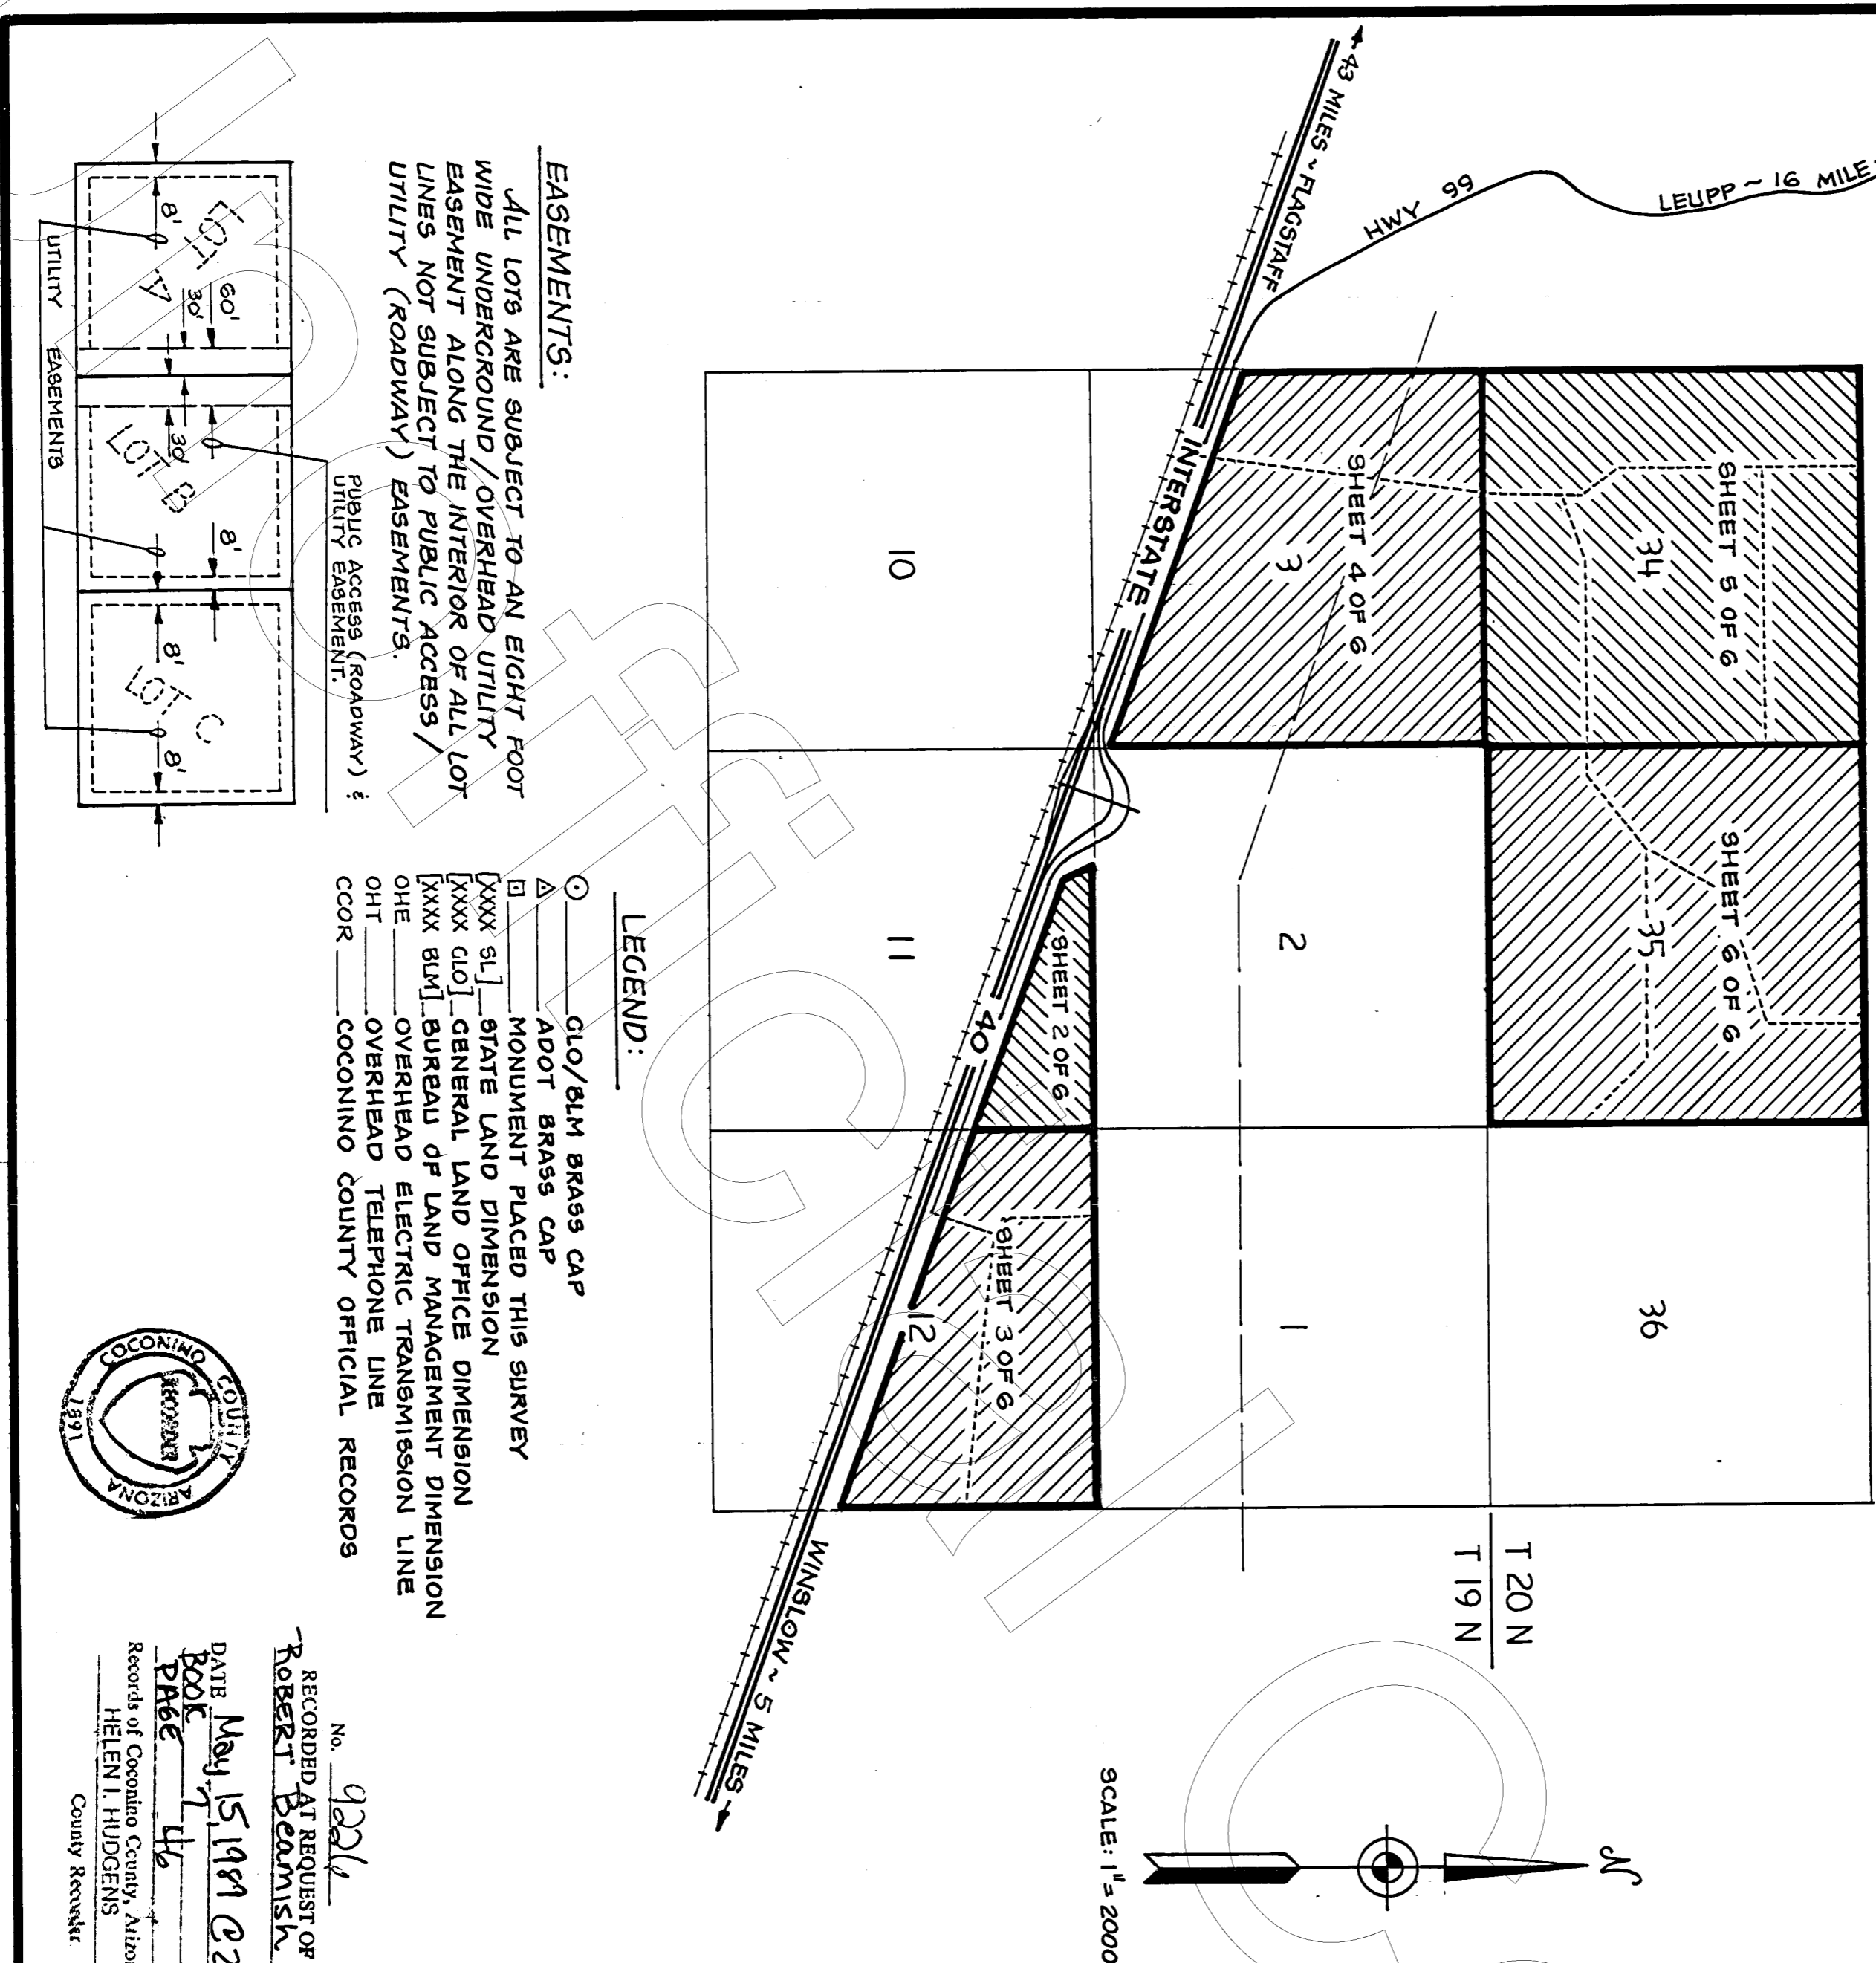 43 MILES ~ FLAGSTAFF
HWY 99
LEUPP ~ 16 MILE
SHEET 5 OF 6
34
SHEET 6 OF 6
35
36
SHEET 4 OF 6
3
2
1
INTERSTATE
40
10
11
SHEET 2 OF 6
SHEET 3 OF 6
12
WINSLOW ~ 5 MILES
T 20 N
T 19 N
N
SCALE: 1" = 2000
EASEMENTS:
ALL LOTS ARE SUBJECT TO AN EIGHT FOOT
WIDE UNDERGROUND/OVERHEAD UTILITY
EASEMENT ALONG THE INTERIOR OF ALL LOT
LINES NOT SUBJECT TO PUBLIC ACCESS/
UTILITY (ROADWAY) EASEMENTS.
PUBLIC ACCESS (ROADWAY) &
UTILITY EASEMENT.
LOT A
8'
60'
30'
30'
LOT B
8'
8'
LOT C
8'
UTILITY EASEMENTS
LEGEND:
GLO/BLM BRASS CAP
ADOT BRASS CAP
MONUMENT PLACED THIS SURVEY
[XXXX SL] STATE LAND DIMENSION
[XXXX GLO] GENERAL LAND OFFICE DIMENSION
[XXXX BLM] BUREAU OF LAND MANAGEMENT DIMENSION
OHE OVERHEAD ELECTRIC TRANSMISSION LINE
OHT OVERHEAD TELEPHONE LINE
CCOR COCONINO COUNTY OFFICIAL RECORDS
COCONINO COUNTY
RECORDER
ARIZONA
1891
No. 9226
RECORDED AT REQUEST OF
ROBERT Beamish
DATE May 15, 1989 @ 2
BOOK 7
PAGE 46
Records of Coconino County, Arizo
HELEN I. HUDGENS
County Recorder
Unofficial